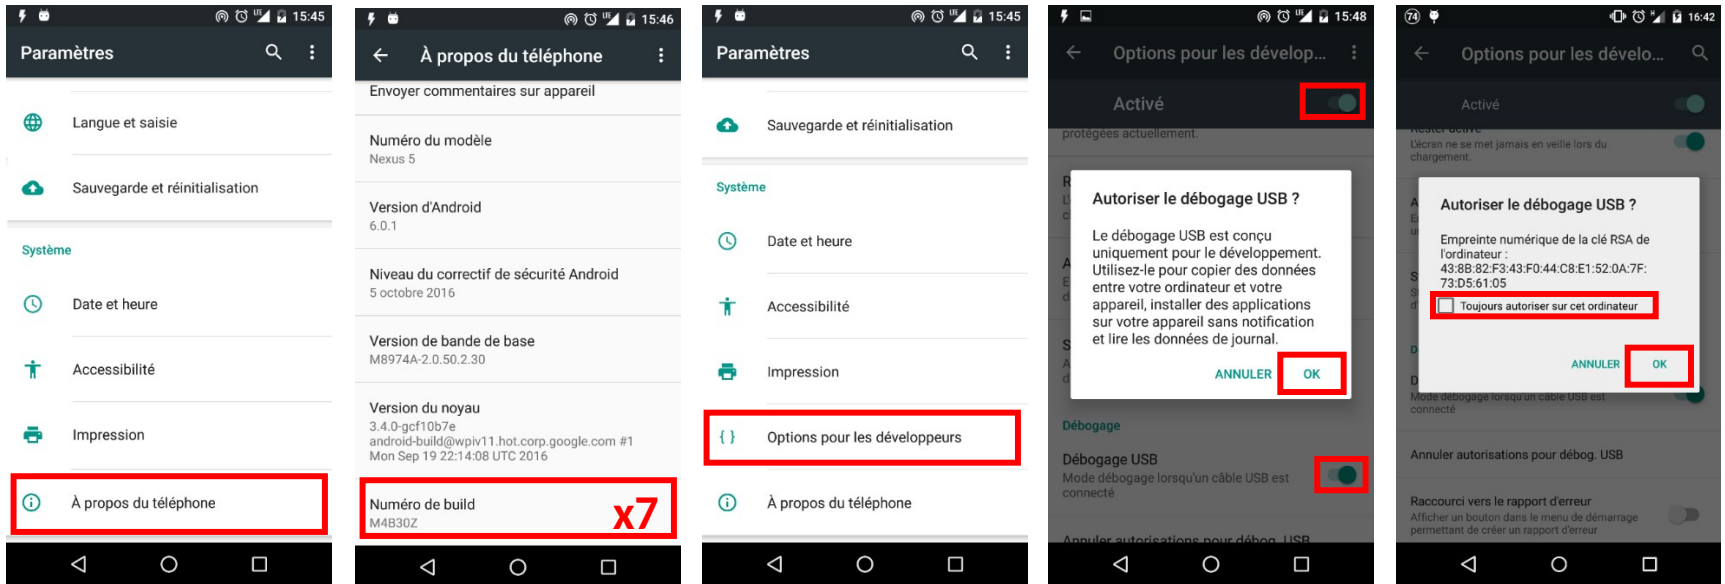 15:45
Paramètres
Langue et saisie
Sauvegarde et réinitialisation
Système
Date et heure
Accessibilité
Impression
À propos du téléphone
15:46
À propos du téléphone
Envoyer commentaires sur appareil
Numéro du modèle
Nexus 5
Version d'Android
6.0.1
Niveau du correctif de sécurité Android
5 octobre 2016
Version de bande de base
M8974A-2.0.50.2.30
Version du noyau
3.4.0-gcf10b7e
android-build@wpiv11.hot.corp.google.com #1
Mon Sep 19 22:14:08 UTC 2016
Numéro de build
M4B30Z
x7
15:45
Paramètres
Sauvegarde et réinitialisation
Système
Date et heure
Accessibilité
Impression
{ } Options pour les développeurs
À propos du téléphone
15:48
Options pour les dévelop...
Activé
protégées actuellement.
Autoriser le débogage USB ?
Le débogage USB est conçu
uniquement pour le développement.
Utilisez-le pour copier des données
entre votre ordinateur et votre
appareil, installer des applications
sur votre appareil sans notification
et lire les données de journal.
ANNULER OK
Débogage
Débogage USB
Mode débogage lorsqu'un câble USB est
connecté
Annuler autorisations pour débog. USB
74 16:42
Options pour les dévelo...
Activé
Rester activé
L'écran ne se met jamais en veille lors du
chargement.
Autoriser le débogage USB ?
Empreinte numérique de la clé RSA de
l'ordinateur :
43:8B:82:F3:43:F0:44:C8:E1:52:0A:7F:
73:D5:61:05
Toujours autoriser sur cet ordinateur
ANNULER OK
Mode débogage lorsqu'un câble USB est
connecté
Annuler autorisations pour débog. USB
Raccourci vers le rapport d'erreur
Afficher un bouton dans le menu de démarrage
permettant de créer un rapport d'erreur